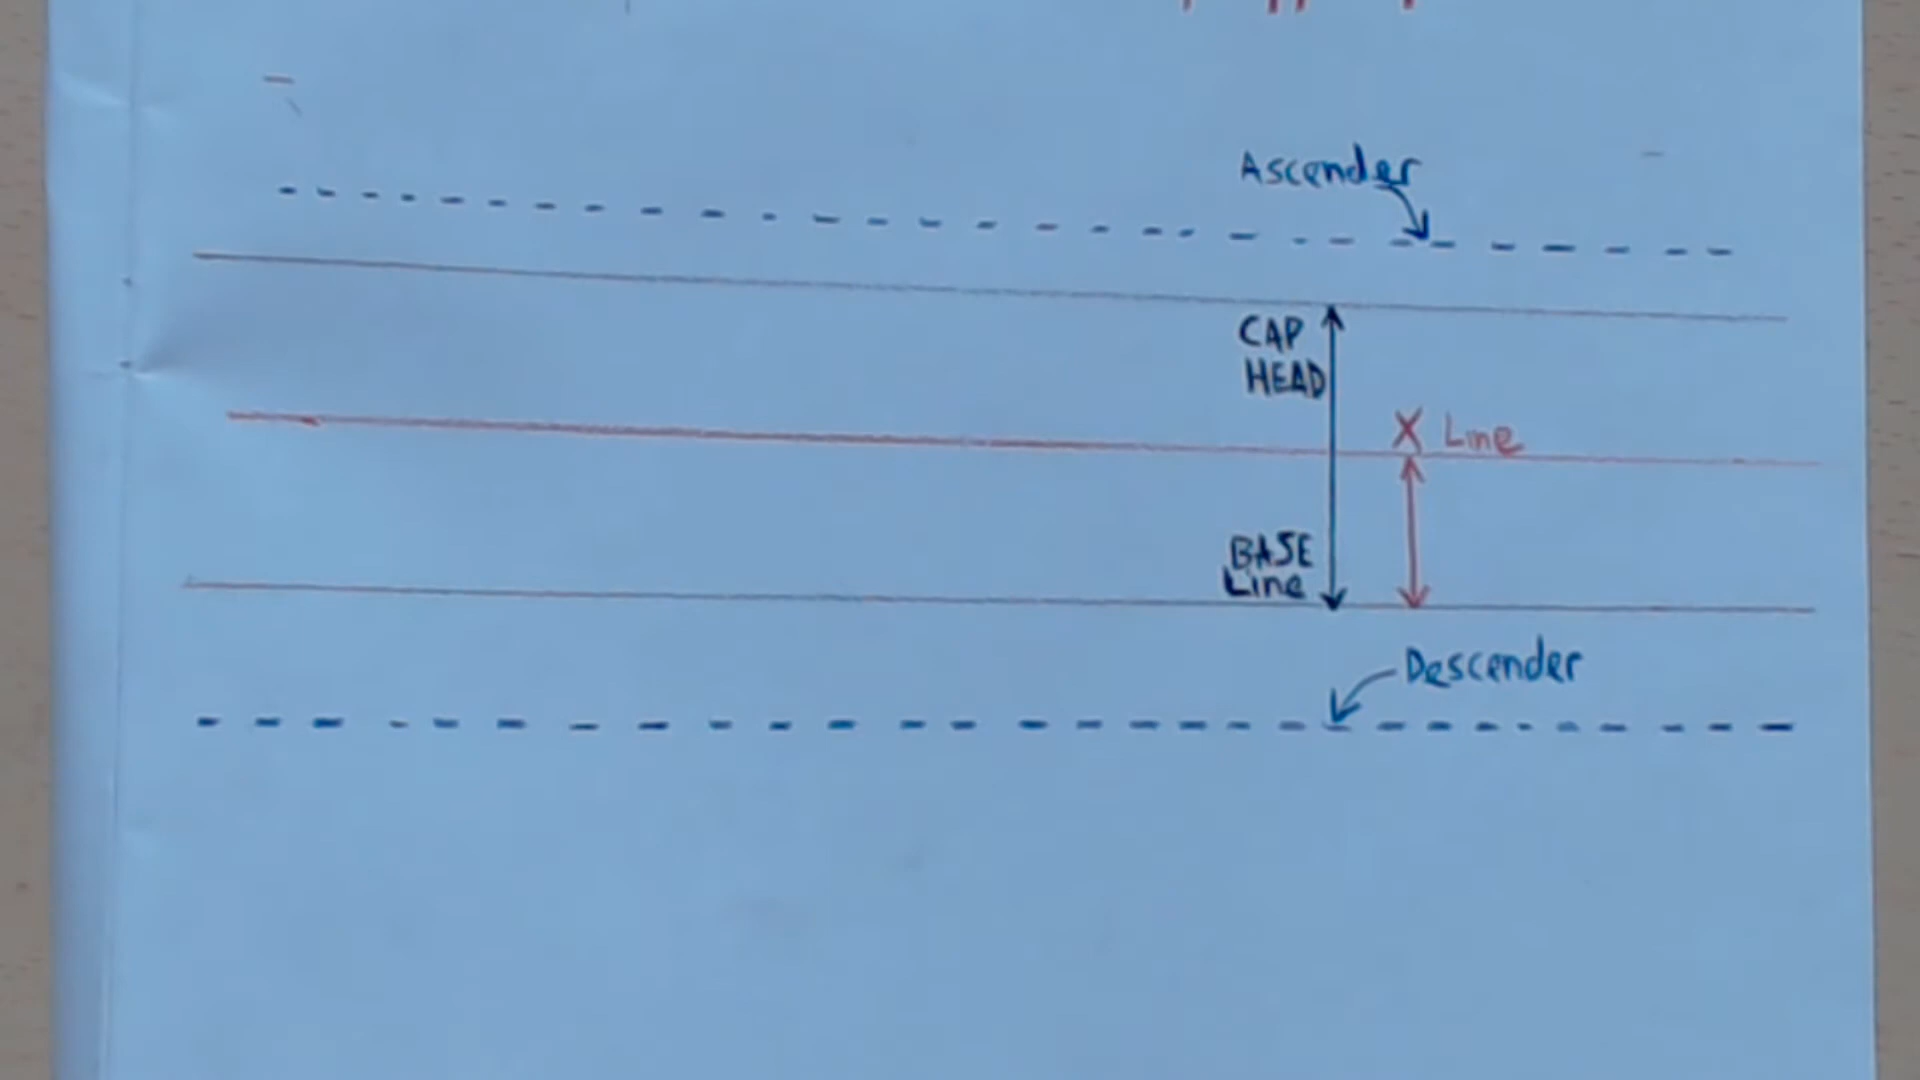 Ascender
CAP
HEAD
X Line
BASE
Line
Descender